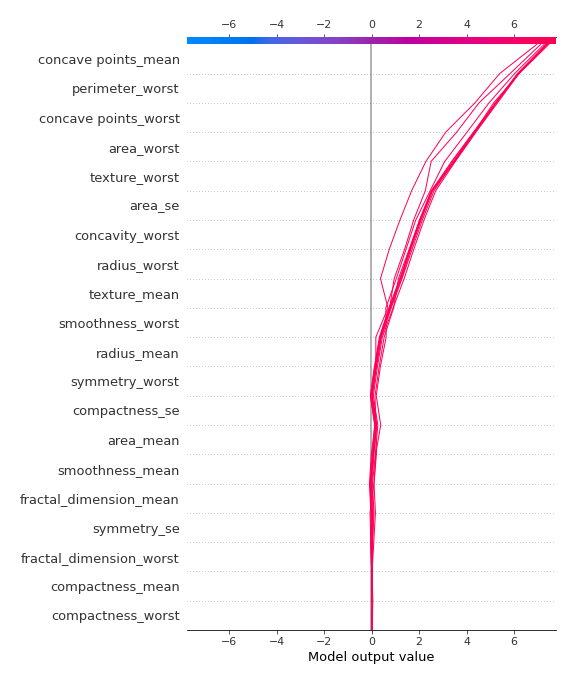 −6 −4 −2 0 2 4 6
concave points_mean
perimeter_worst
concave points_worst
area_worst
texture_worst
area_se
concavity_worst
radius_worst
texture_mean
smoothness_worst
radius_mean
symmetry_worst
compactness_se
area_mean
smoothness_mean
fractal_dimension_mean
symmetry_se
fractal_dimension_worst
compactness_mean
compactness_worst
−6 −4 −2 0 2 4 6
Model output value